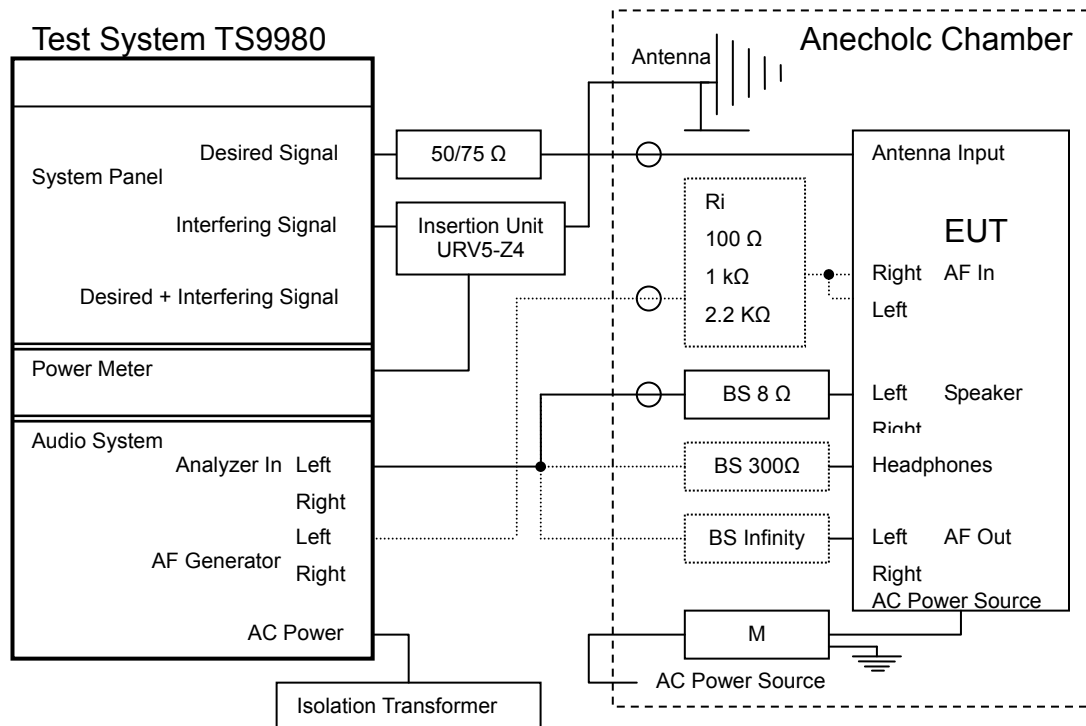 Test System TS9980
System Panel
Desired Signal
Interfering Signal
Desired + Interfering Signal
Power Meter
Audio System
Analyzer In Left
Right
AF Generator
Left
Right
AC Power
Isolation Transformer
50/75 Ω
Insertion Unit
URV5-Z4
Anecholc Chamber
Antenna
Ri
100 Ω
1 kΩ
2.2 KΩ
BS 8 Ω
BS 300Ω
BS Infinity
M
AC Power Source
Antenna Input
EUT
Right AF In
Left
Left Speaker
Right
Headphones
Left AF Out
Right
AC Power Source